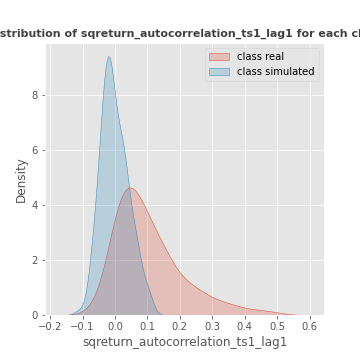 stribution of sqreturn_autocorrelation_ts1_lag1 for each cl
class real
class simulated
Density
8
6
4
2
0
−0.2 −0.1 0.0 0.1 0.2 0.3 0.4 0.5 0.6
sqreturn_autocorrelation_ts1_lag1